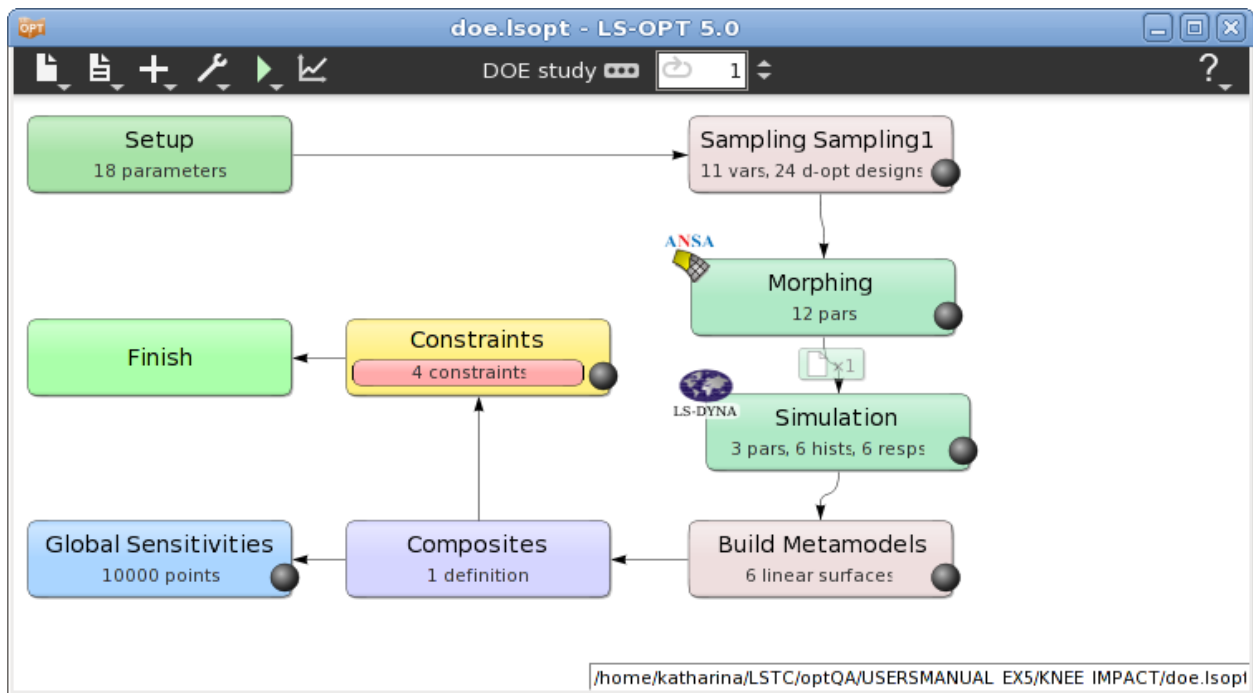 OPT
doe.lsopt - LS-OPT 5.0
DOE study
1
?
Setup
18 parameters
Sampling Sampling1
11 vars, 24 d-opt designs
ANSA
Morphing
12 pars
×1
Finish
Constraints
4 constraints
LS-DYNA
Simulation
3 pars, 6 hists, 6 resps
Global Sensitivities
10000 points
Composites
1 definition
Build Metamodels
6 linear surfaces
/home/katharina/LSTC/optQA/USERSMANUAL_EX5/KNEE_IMPACT/doe.lsopt